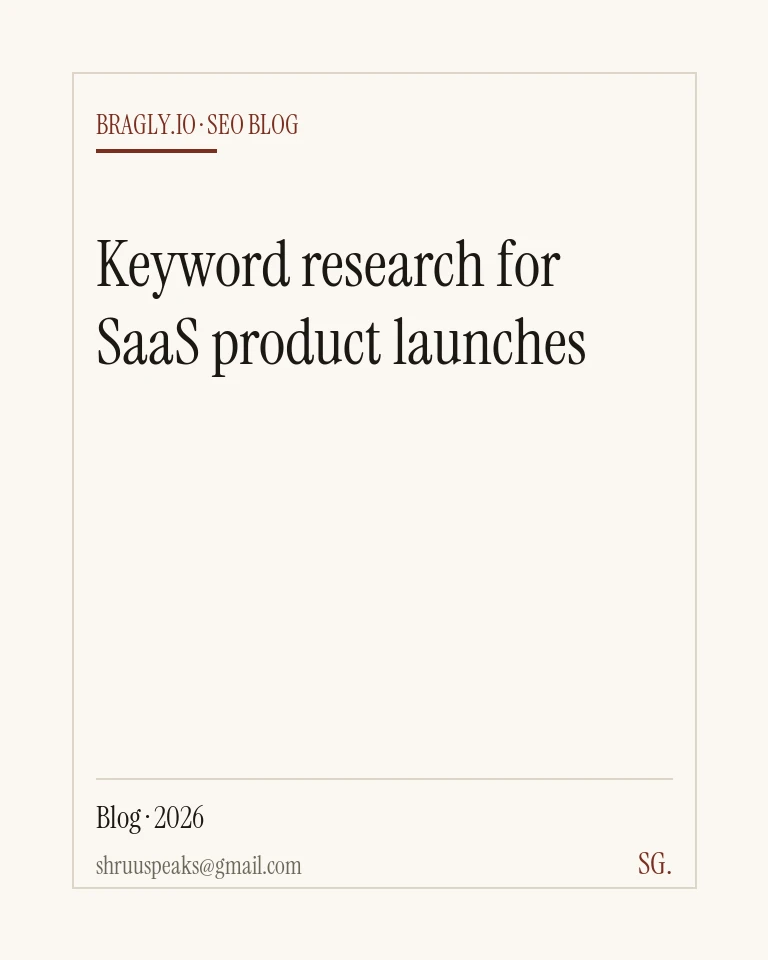 BRAGLY.IO · SEO BLOG
Keyword research for
SaaS product launches
Blog · 2026
shruuspeaks@gmail.com
SG.